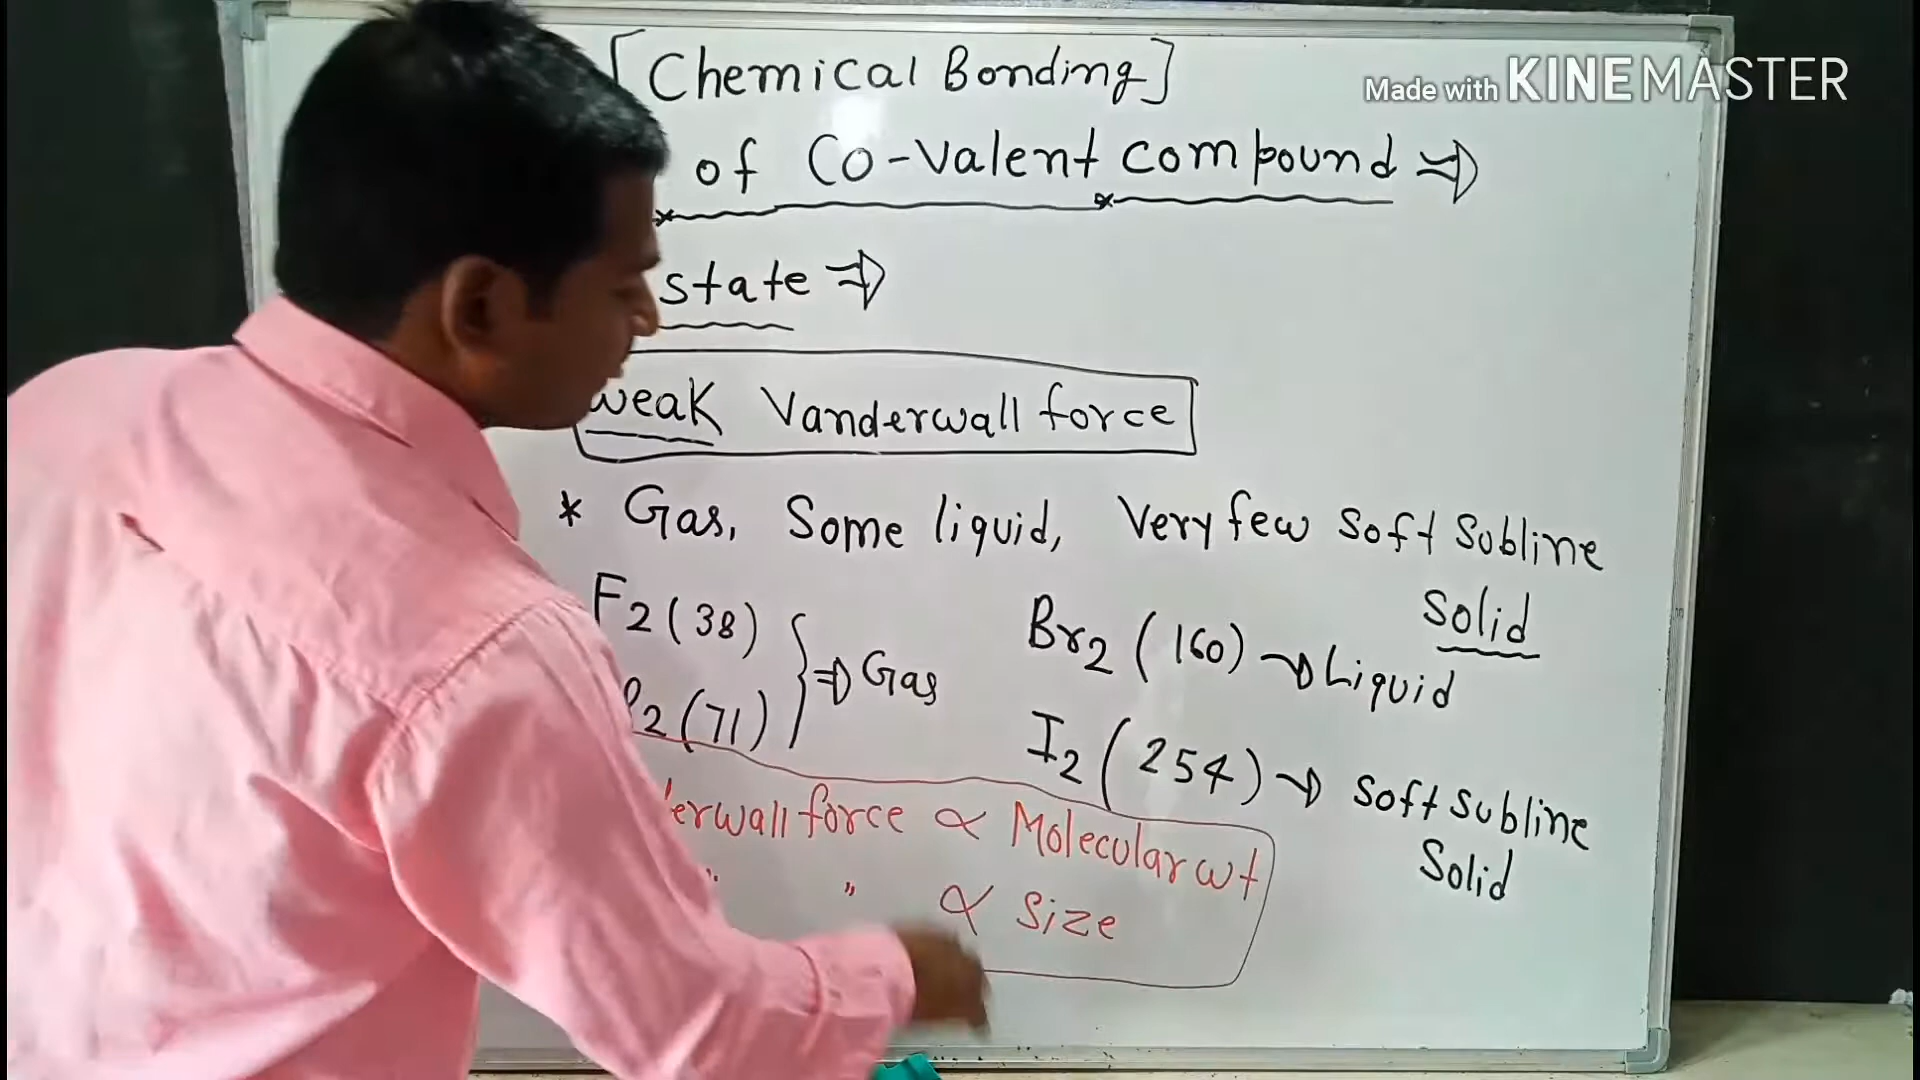 [Chemical Bonding]
Made with KINEMASTER
of Co-Valent compound ⇒
state ⇒
weak Vanderwall force
* Gas, Some liquid, Very few Soft Subline
Solid
F2 (38)
2 (71)
} ⇒ Gas
Br2 (160) → Liquid
I2 (254) → Soft Subline
Solid
erwall force ∝ Molecular wt
" " ∝ Size